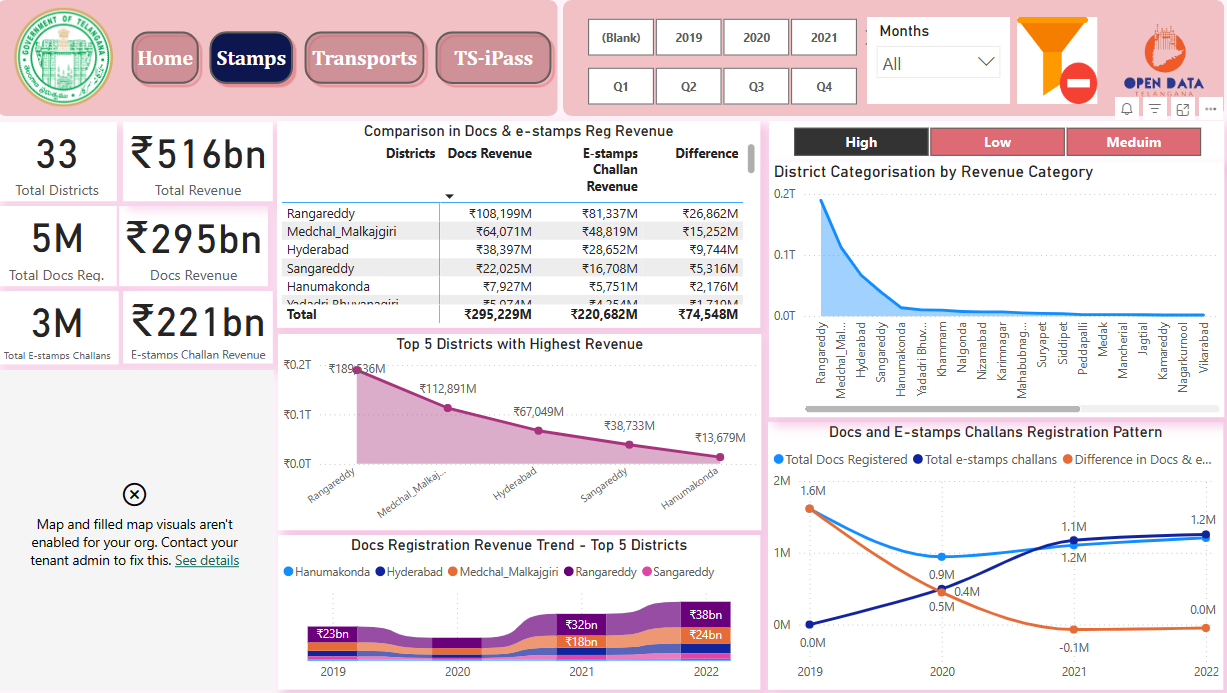 Home
Stamps
Transports
TS-iPass
(Blank)
2019
2020
2021
Q1
Q2
Q3
Q4
Months
All
OPEN DATA
TELANGANA
33
Total Districts
₹516bn
Total Revenue
5M
Total Docs Reg.
₹295bn
Docs Revenue
3M
Total E-stamps Challans
₹221bn
E-stamps Challan Revenue
Map and filled map visuals aren't
enabled for your org. Contact your
tenant admin to fix this. See details
Comparison in Docs & e-stamps Reg Revenue
Districts Docs Revenue E-stamps Challan Revenue Difference
Rangareddy ₹108,199M ₹81,337M ₹26,862M
Medchal_Malkajgiri ₹64,071M ₹48,819M ₹15,252M
Hyderabad ₹38,397M ₹28,652M ₹9,744M
Sangareddy ₹22,025M ₹16,708M ₹5,316M
Hanumakonda ₹7,927M ₹5,751M ₹2,176M
Yadadri Bhuvanagiri ₹5,974M ₹4,254M ₹1,719M
Total ₹295,229M ₹220,682M ₹74,548M
Top 5 Districts with Highest Revenue
₹0.2T
₹0.1T
₹0.0T
₹189,536M
₹112,891M
₹67,049M
₹38,733M
₹13,679M
Rangareddy
Medchal_Malkaj...
Hyderabad
Sangareddy
Hanumakonda
Docs Registration Revenue Trend - Top 5 Districts
Hanumakonda Hyderabad Medchal_Malkajgiri Rangareddy Sangareddy
₹23bn
₹32bn
₹18bn
₹38bn
₹24bn
2019 2020 2021 2022
High
Low
Meduim
District Categorisation by Revenue Category
0.2T
0.1T
0.0T
Rangareddy
Medchal_Mal...
Hyderabad
Sangareddy
Hanumakonda
Yadadri Bhuv...
Khammam
Nalgonda
Nizamabad
Karimnagar
Mahabubnag...
Suryapet
Siddipet
Peddapalli
Medak
Mancherial
Jagtial
Kamareddy
Nagarkurnool
Vikarabad
Docs and E-stamps Challans Registration Pattern
Total Docs Registered Total e-stamps challans Difference in Docs & e...
2M
1M
0M
1.6M
0.0M
0.9M
0.4M
0.5M
1.1M
1.2M
-0.1M
1.2M
0.0M
2019 2020 2021 2022